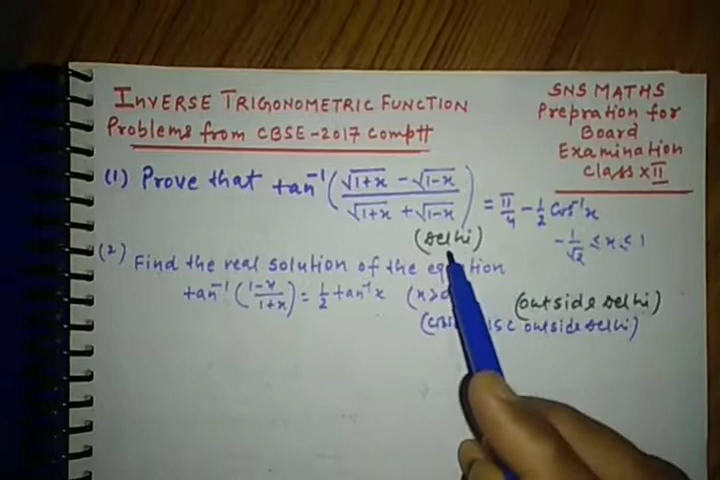 INVERSE TRIGONOMETRIC FUNCTION
Problems from CBSE-2017 Comptt
SNS MATHS
Prepration for
Board
Examination
Class XII
(1) Prove that tan⁻¹ ( (√1+x − √1−x) / (√1+x + √1−x) ) = π/4 − 1/2 Cos⁻¹x
(Delhi) −1/√2 ≤ x ≤ 1
(2) Find the real solution of the equation
tan⁻¹ (1−x / 1+x) = 1/2 tan⁻¹ x (x> (outside Delhi)
outside Delhi)